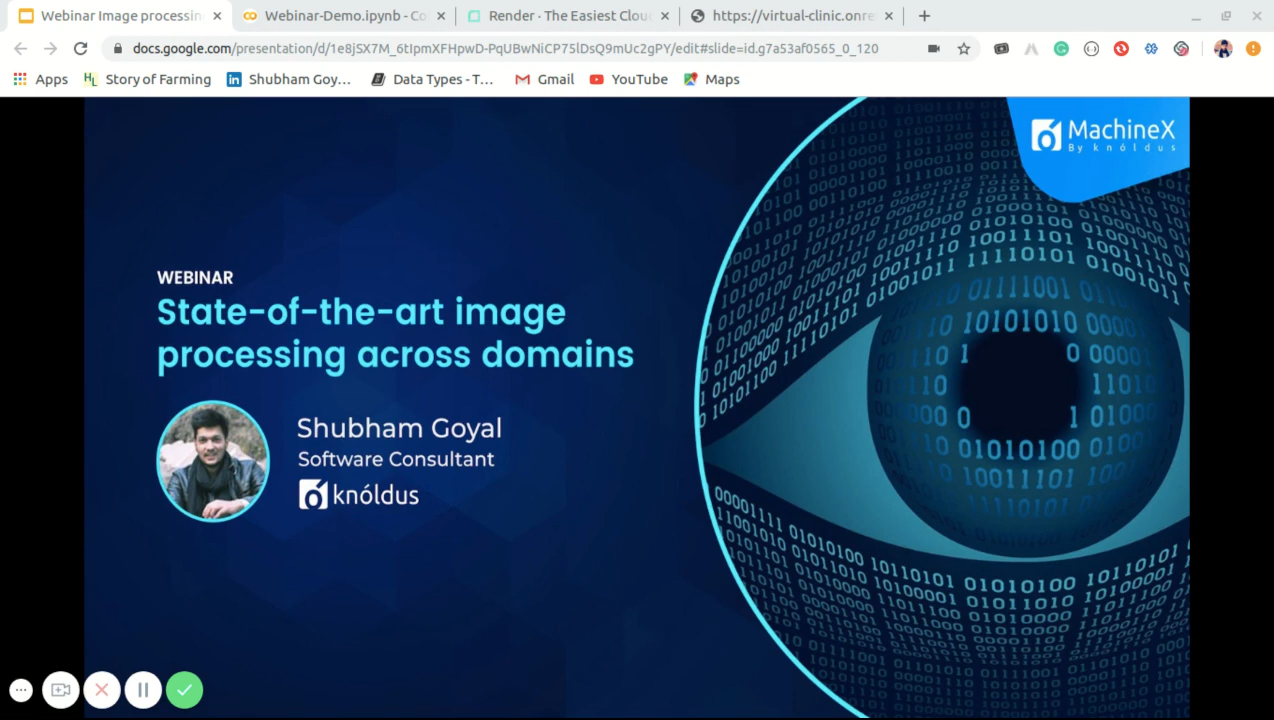 Webinar Image processin
Webinar-Demo.ipynb - Co
Render · The Easiest Clou
https://virtual-clinic.onre
docs.google.com/presentation/d/1e8jSX7M_6tIpmXFHpwD-PqUBwNiCP75lDsQ9mUc2gPY/edit#slide=id.g7a53af0565_0_120
Apps
Story of Farming
Shubham Goy...
Data Types - T...
Gmail
YouTube
Maps
MachineX
By knóldus
WEBINAR
State-of-the-art image
processing across domains
Shubham Goyal
Software Consultant
knóldus